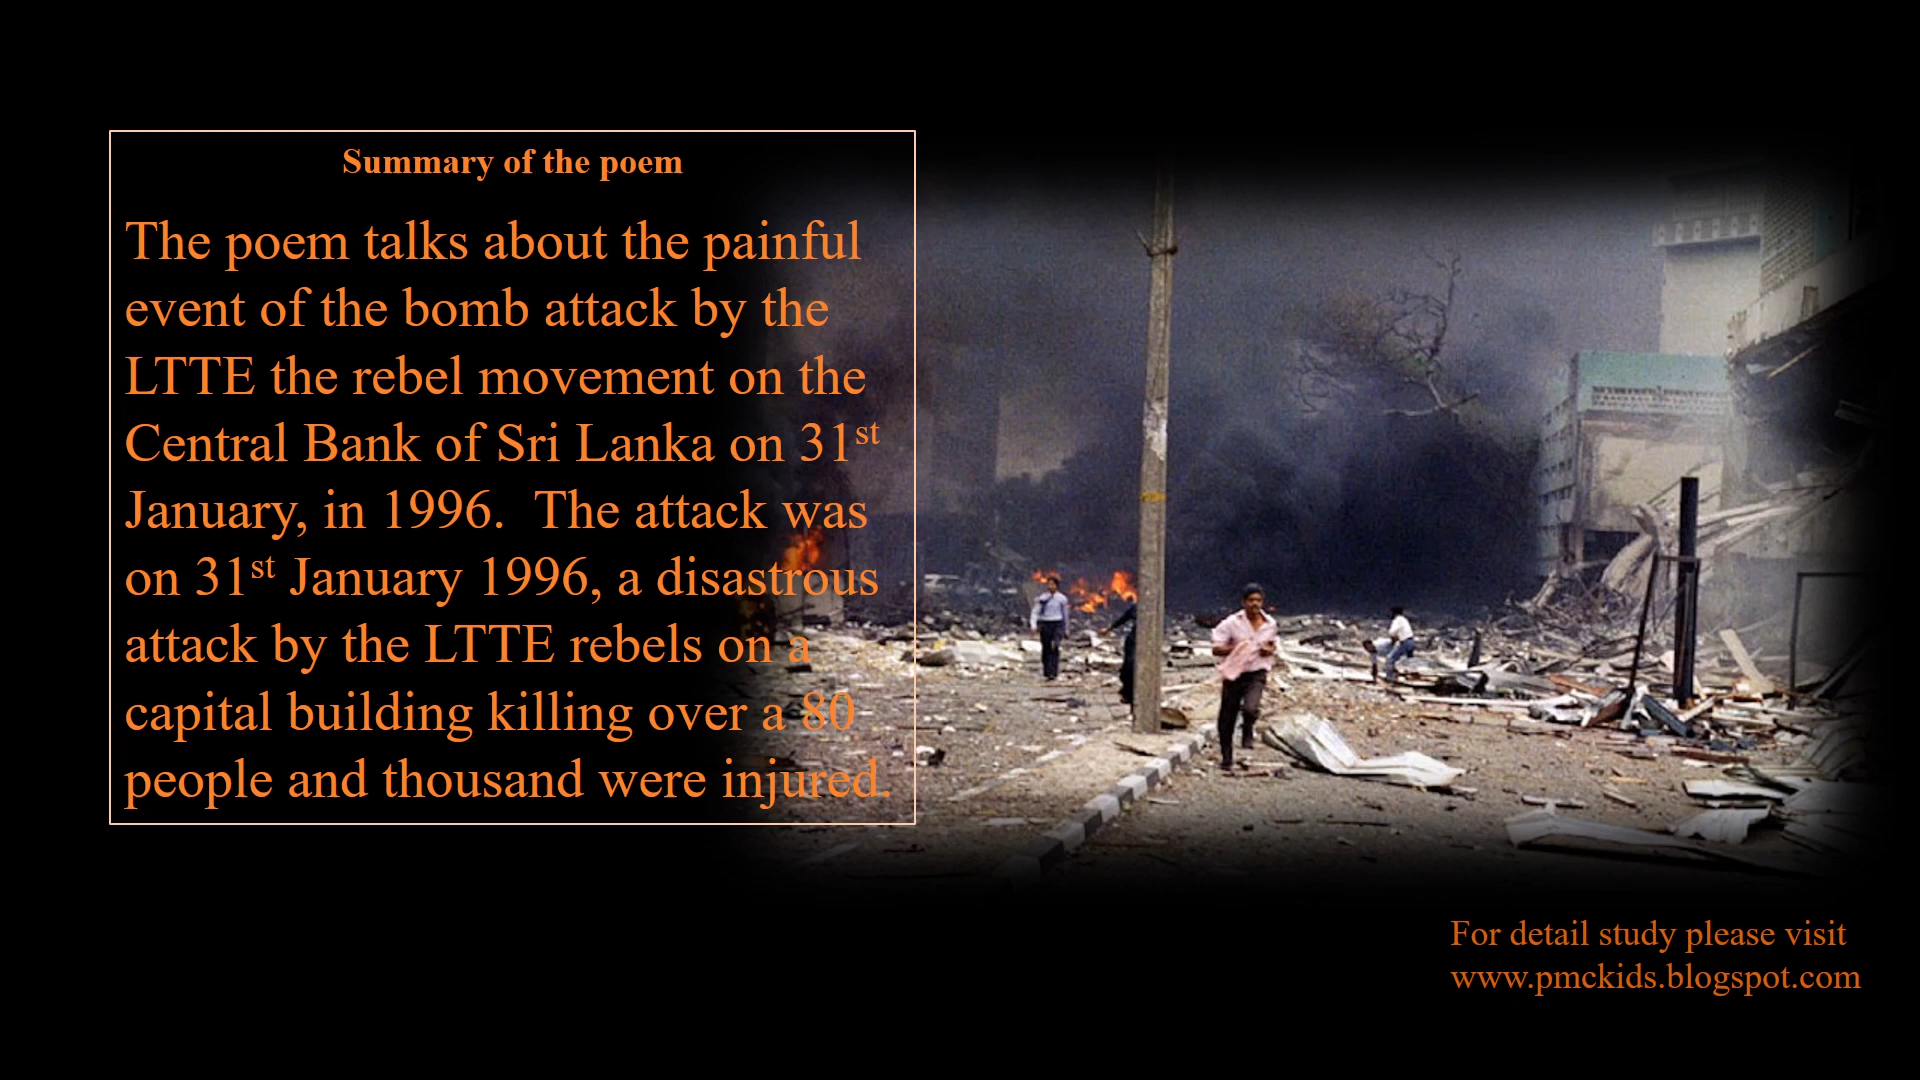 Summary of the poem
The poem talks about the painful
event of the bomb attack by the
LTTE the rebel movement on the
Central Bank of Sri Lanka on 31st
January, in 1996.  The attack was
on 31st January 1996, a disastrous
attack by the LTTE rebels on a
capital building killing over a 80
people and thousand were injured.
For detail study please visit
www.pmckids.blogspot.com